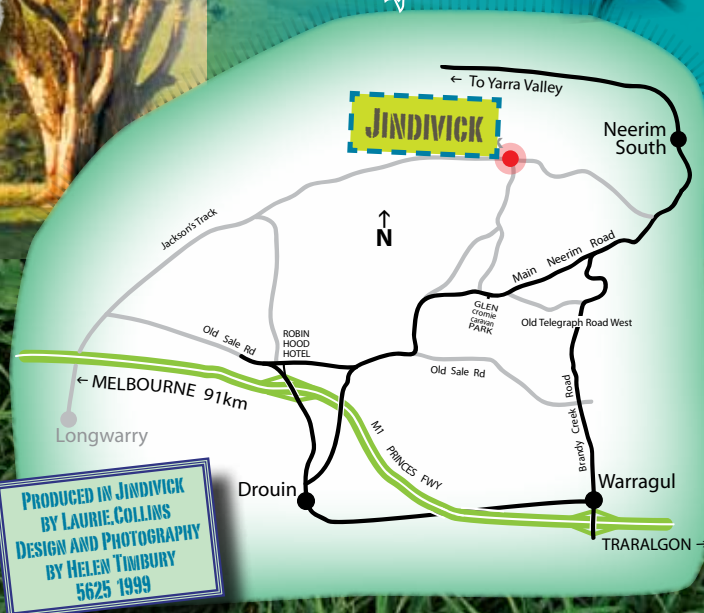 ← To Yarra Valley
JINDIVICK
Neerim
South
Jackson's Track
↑
N
Main Neerim Road
GLEN
cromie
caravan
PARK
Old Telegraph Road West
Old Sale Rd
ROBIN
HOOD
HOTEL
Old Sale Rd
← MELBOURNE 91km
Brandy Creek Road
M1 PRINCES FWY
Longwarry
Drouin
Warragul
TRARALGON →
PRODUCED IN JINDIVICK
BY LAURIE.COLLINS
DESIGN AND PHOTOGRAPHY
BY HELEN TIMBURY
5625 1999